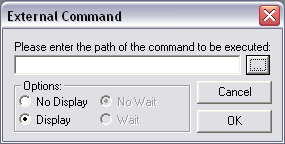 External Command
Please enter the path of the command to be executed:
...
Options:
No Display
No Wait
Display
Wait
Cancel
OK